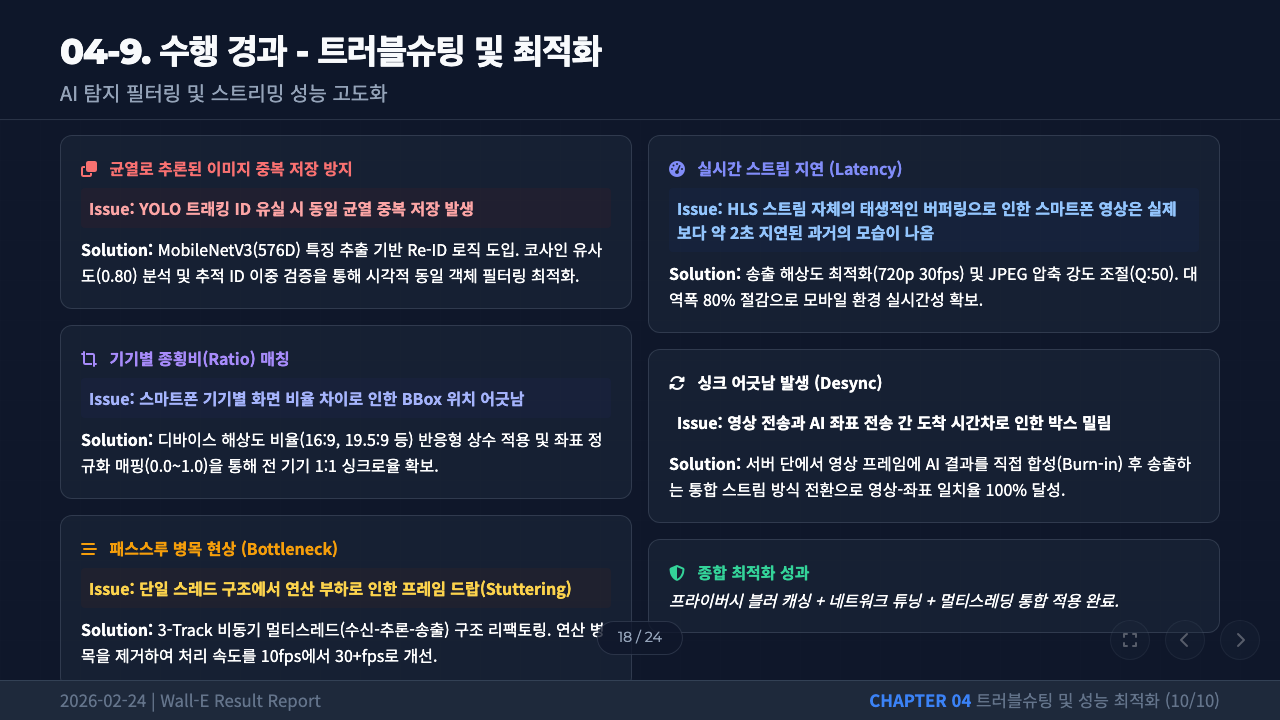 04-9. 수행 경과 - 트러블슈팅 및 최적화
AI 탐지 필터링 및 스트리밍 성능 고도화
균열로 추론된 이미지 중복 저장 방지
Issue: YOLO 트래킹 ID 유실 시 동일 균열 중복 저장 발생
Solution: MobileNetV3(576D) 특징 추출 기반 Re-ID 로직 도입. 코사인 유사
도(0.80) 분석 및 추적 ID 이중 검증을 통해 시각적 동일 객체 필터링 최적화.
기기별 종횡비(Ratio) 매칭
Issue: 스마트폰 기기별 화면 비율 차이로 인한 BBox 위치 어긋남
Solution: 디바이스 해상도 비율(16:9, 19.5:9 등) 반응형 상수 적용 및 좌표 정
규화 매핑(0.0~1.0)을 통해 전 기기 1:1 싱크로율 확보.
패스스루 병목 현상 (Bottleneck)
Issue: 단일 스레드 구조에서 연산 부하로 인한 프레임 드랍(Stuttering)
Solution: 3-Track 비동기 멀티스레드(수신-추론-송출) 구조 리팩토링. 연산 병
목을 제거하여 처리 속도를 10fps에서 30+fps로 개선.
실시간 스트림 지연 (Latency)
Issue: HLS 스트림 자체의 태생적인 버퍼링으로 인한 스마트폰 영상은 실제
보다 약 2초 지연된 과거의 모습이 나옴
Solution: 송출 해상도 최적화(720p 30fps) 및 JPEG 압축 강도 조절(Q:50). 대
역폭 80% 절감으로 모바일 환경 실시간성 확보.
싱크 어긋남 발생 (Desync)
Issue: 영상 전송과 AI 좌표 전송 간 도착 시간차로 인한 박스 밀림
Solution: 서버 단에서 영상 프레임에 AI 결과를 직접 합성(Burn-in) 후 송출하
는 통합 스트림 방식 전환으로 영상-좌표 일치율 100% 달성.
종합 최적화 성과
프라이버시 블러 캐싱 + 네트워크 튜닝 + 멀티스레딩 통합 적용 완료.
18 / 24
2026-02-24 | Wall-E Result Report
CHAPTER 04 트러블슈팅 및 성능 최적화 (10/10)